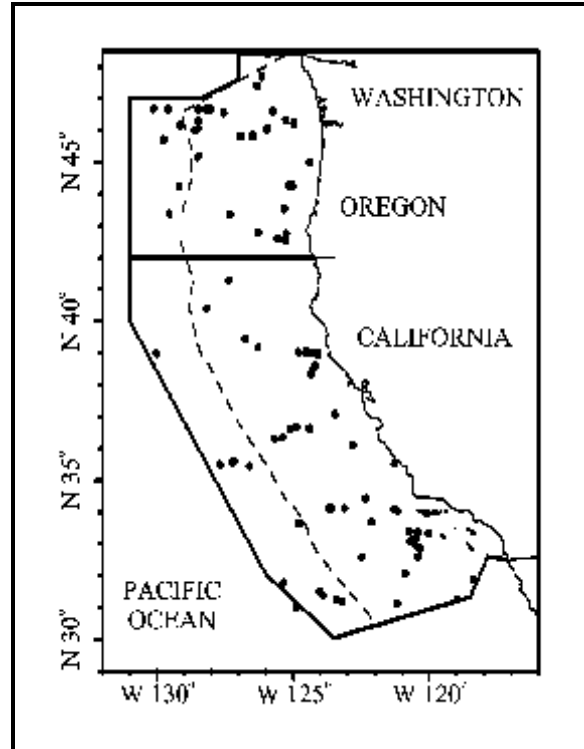 WASHINGTON
N 45°
OREGON
N 40°
CALIFORNIA
N 35°
PACIFIC
OCEAN
N 30°
W 130° W 125° W 120°